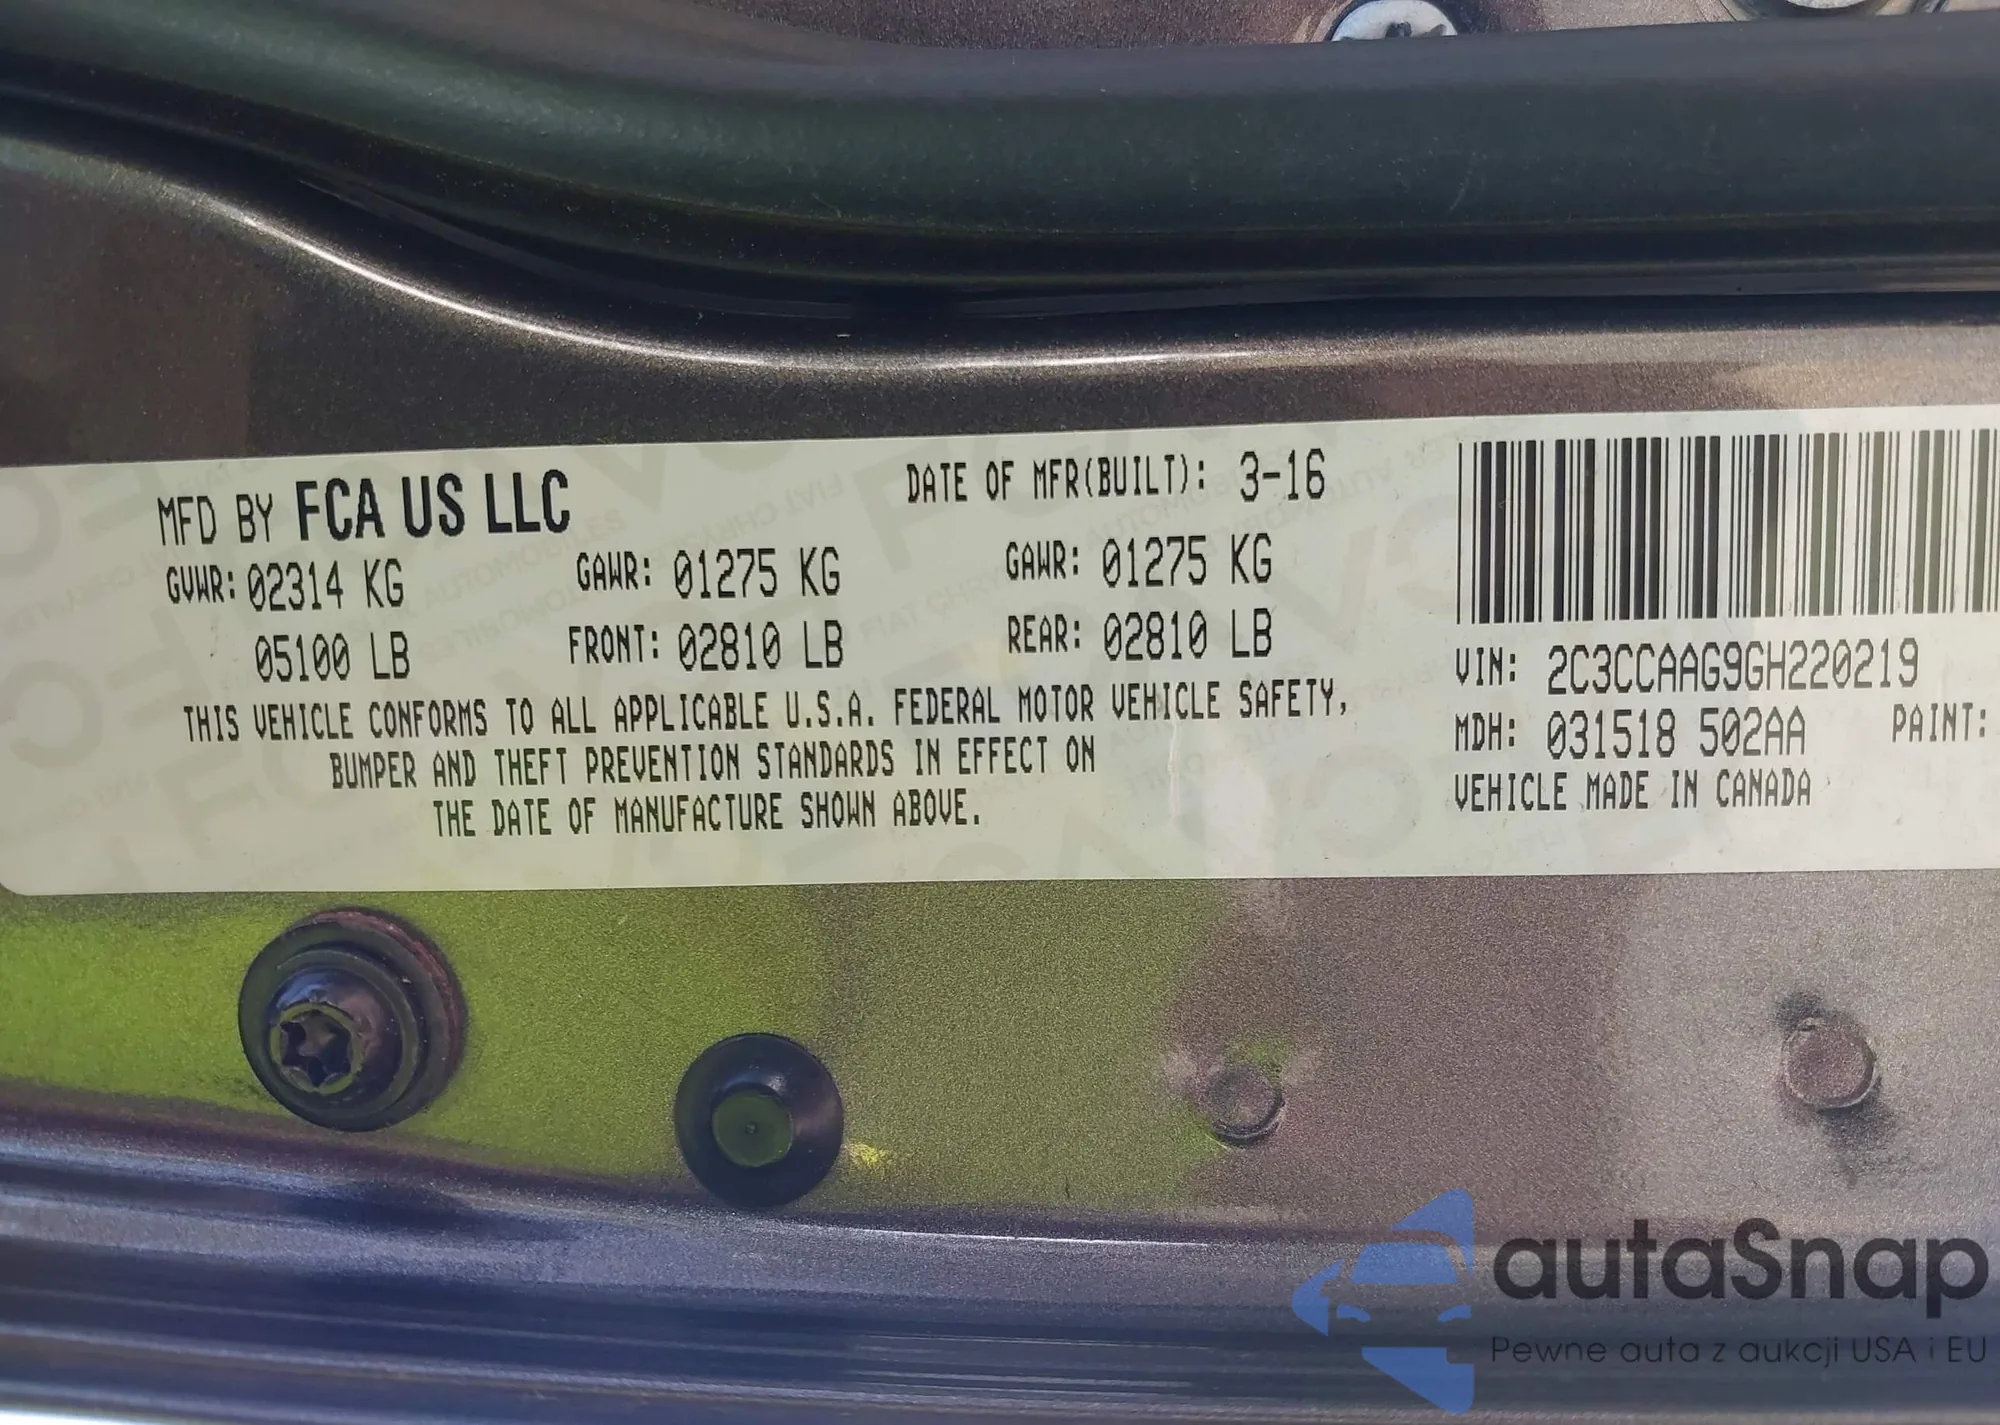 MFD BY FCA US LLC
DATE OF MFR(BUILT): 3-16
GVWR: 02314 KG
05100 LB
GAWR: 01275 KG
FRONT: 02810 LB
GAWR: 01275 KG
REAR: 02810 LB
THIS VEHICLE CONFORMS TO ALL APPLICABLE U.S.A. FEDERAL MOTOR VEHICLE SAFETY,
BUMPER AND THEFT PREVENTION STANDARDS IN EFFECT ON
THE DATE OF MANUFACTURE SHOWN ABOVE.
VIN: 2C3CCAAG9GH220219
MDH: 031518 502AA
PAINT:
VEHICLE MADE IN CANADA
autaSnap
Pewne auta z aukcji USA i EU